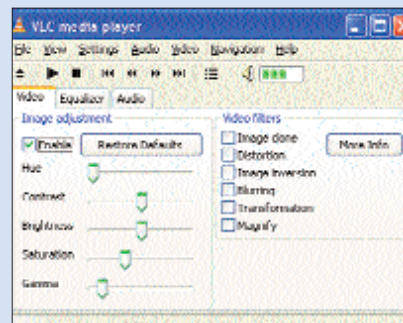 VLC media player
File View Settings Audio Video Navigation Help
Video Equalizer Audio
Image adjustment
Enable Restore Defaults
Hue
Contrast
Brightness
Saturation
Gamma
Video filters
Image clone More Info
Distortion
Image inversion
Blurring
Transformation
Magnify